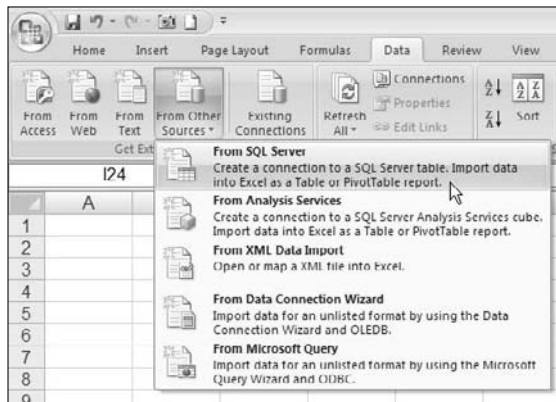 Home Insert Page Layout Formulas Data Review View
From Access
From Web
From Text
From Other Sources
Existing Connections
Refresh All
Connections
Properties
Edit Links
Sort
Get Ext
I24
A
1
2
3
4
5
6
7
8
9
From SQL Server
Create a connection to a SQL Server table. Import data
into Excel as a Table or PivotTable report.
From Analysis Services
Create a connection to a SQL Server Analysis Services cube.
Import data into Excel as a Table or PivotTable report.
From XML Data Import
Open or map a XML file into Excel.
From Data Connection Wizard
Import data for an unlisted format by using the Data
Connection Wizard and OLEDB.
From Microsoft Query
Import data for an unlisted format by using the Microsoft
Query Wizard and ODBC.